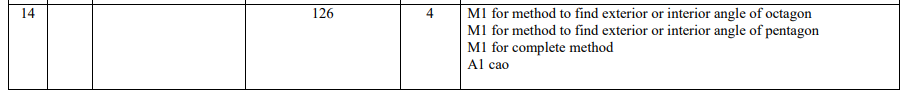 14 126 4 M1 for method to find exterior or interior angle of octagon
M1 for method to find exterior or interior angle of pentagon
M1 for complete method
A1 cao